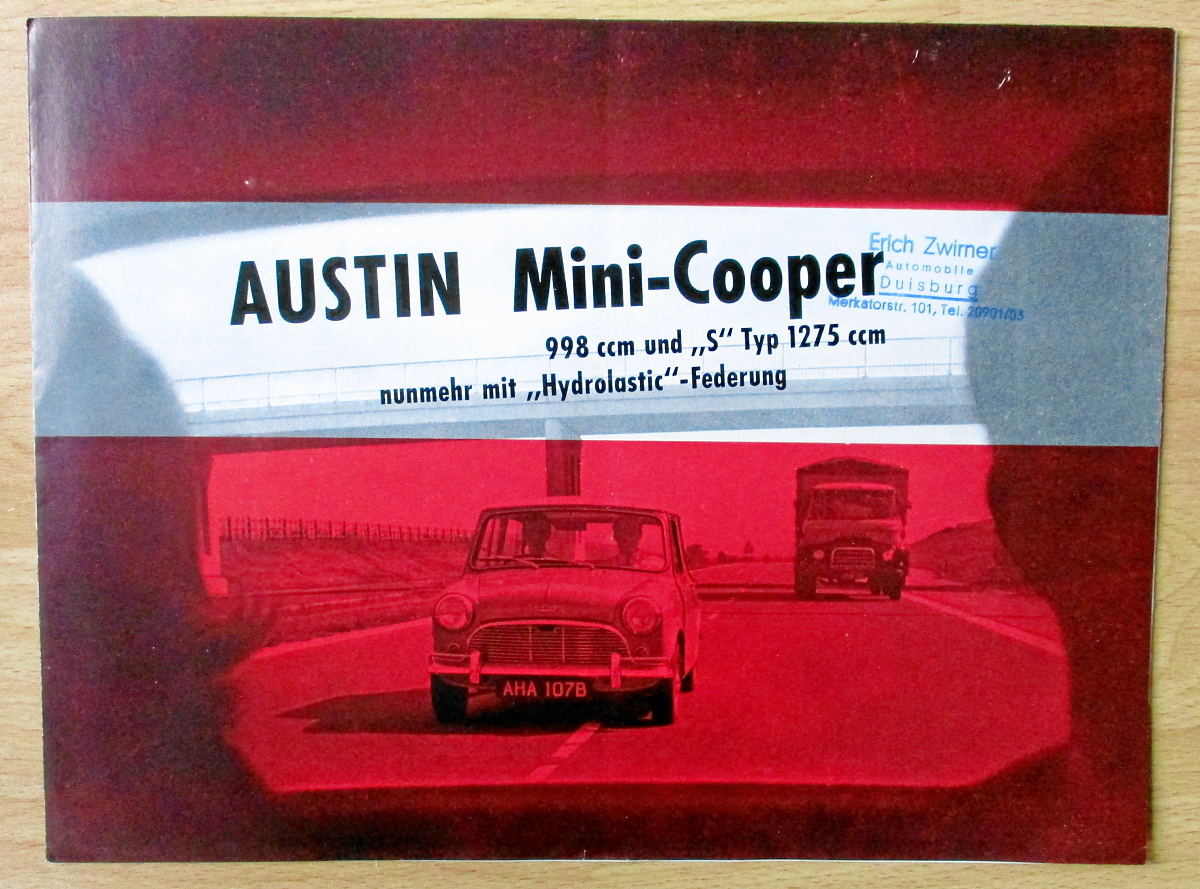 AUSTIN Mini-Cooper
998 ccm und „S“ Typ 1275 ccm
nunmehr mit „Hydrolastic“-Federung
Erich Zwirner
Automobile
Duisburg
Merkatorstr. 101, Tel. 20901/03
AHA 107B